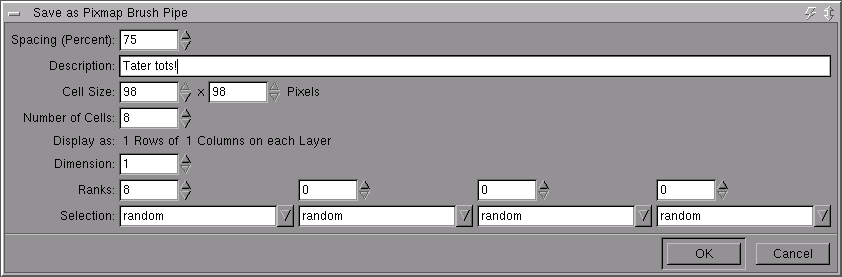 Save as Pixmap Brush Pipe
Spacing (Percent): 75
Description: Tater tots!
Cell Size: 98 x 98 Pixels
Number of Cells: 8
Display as: 1 Rows of 1 Columns on each Layer
Dimension: 1
Ranks: 8 0 0 0
Selection: random random random random
OK Cancel